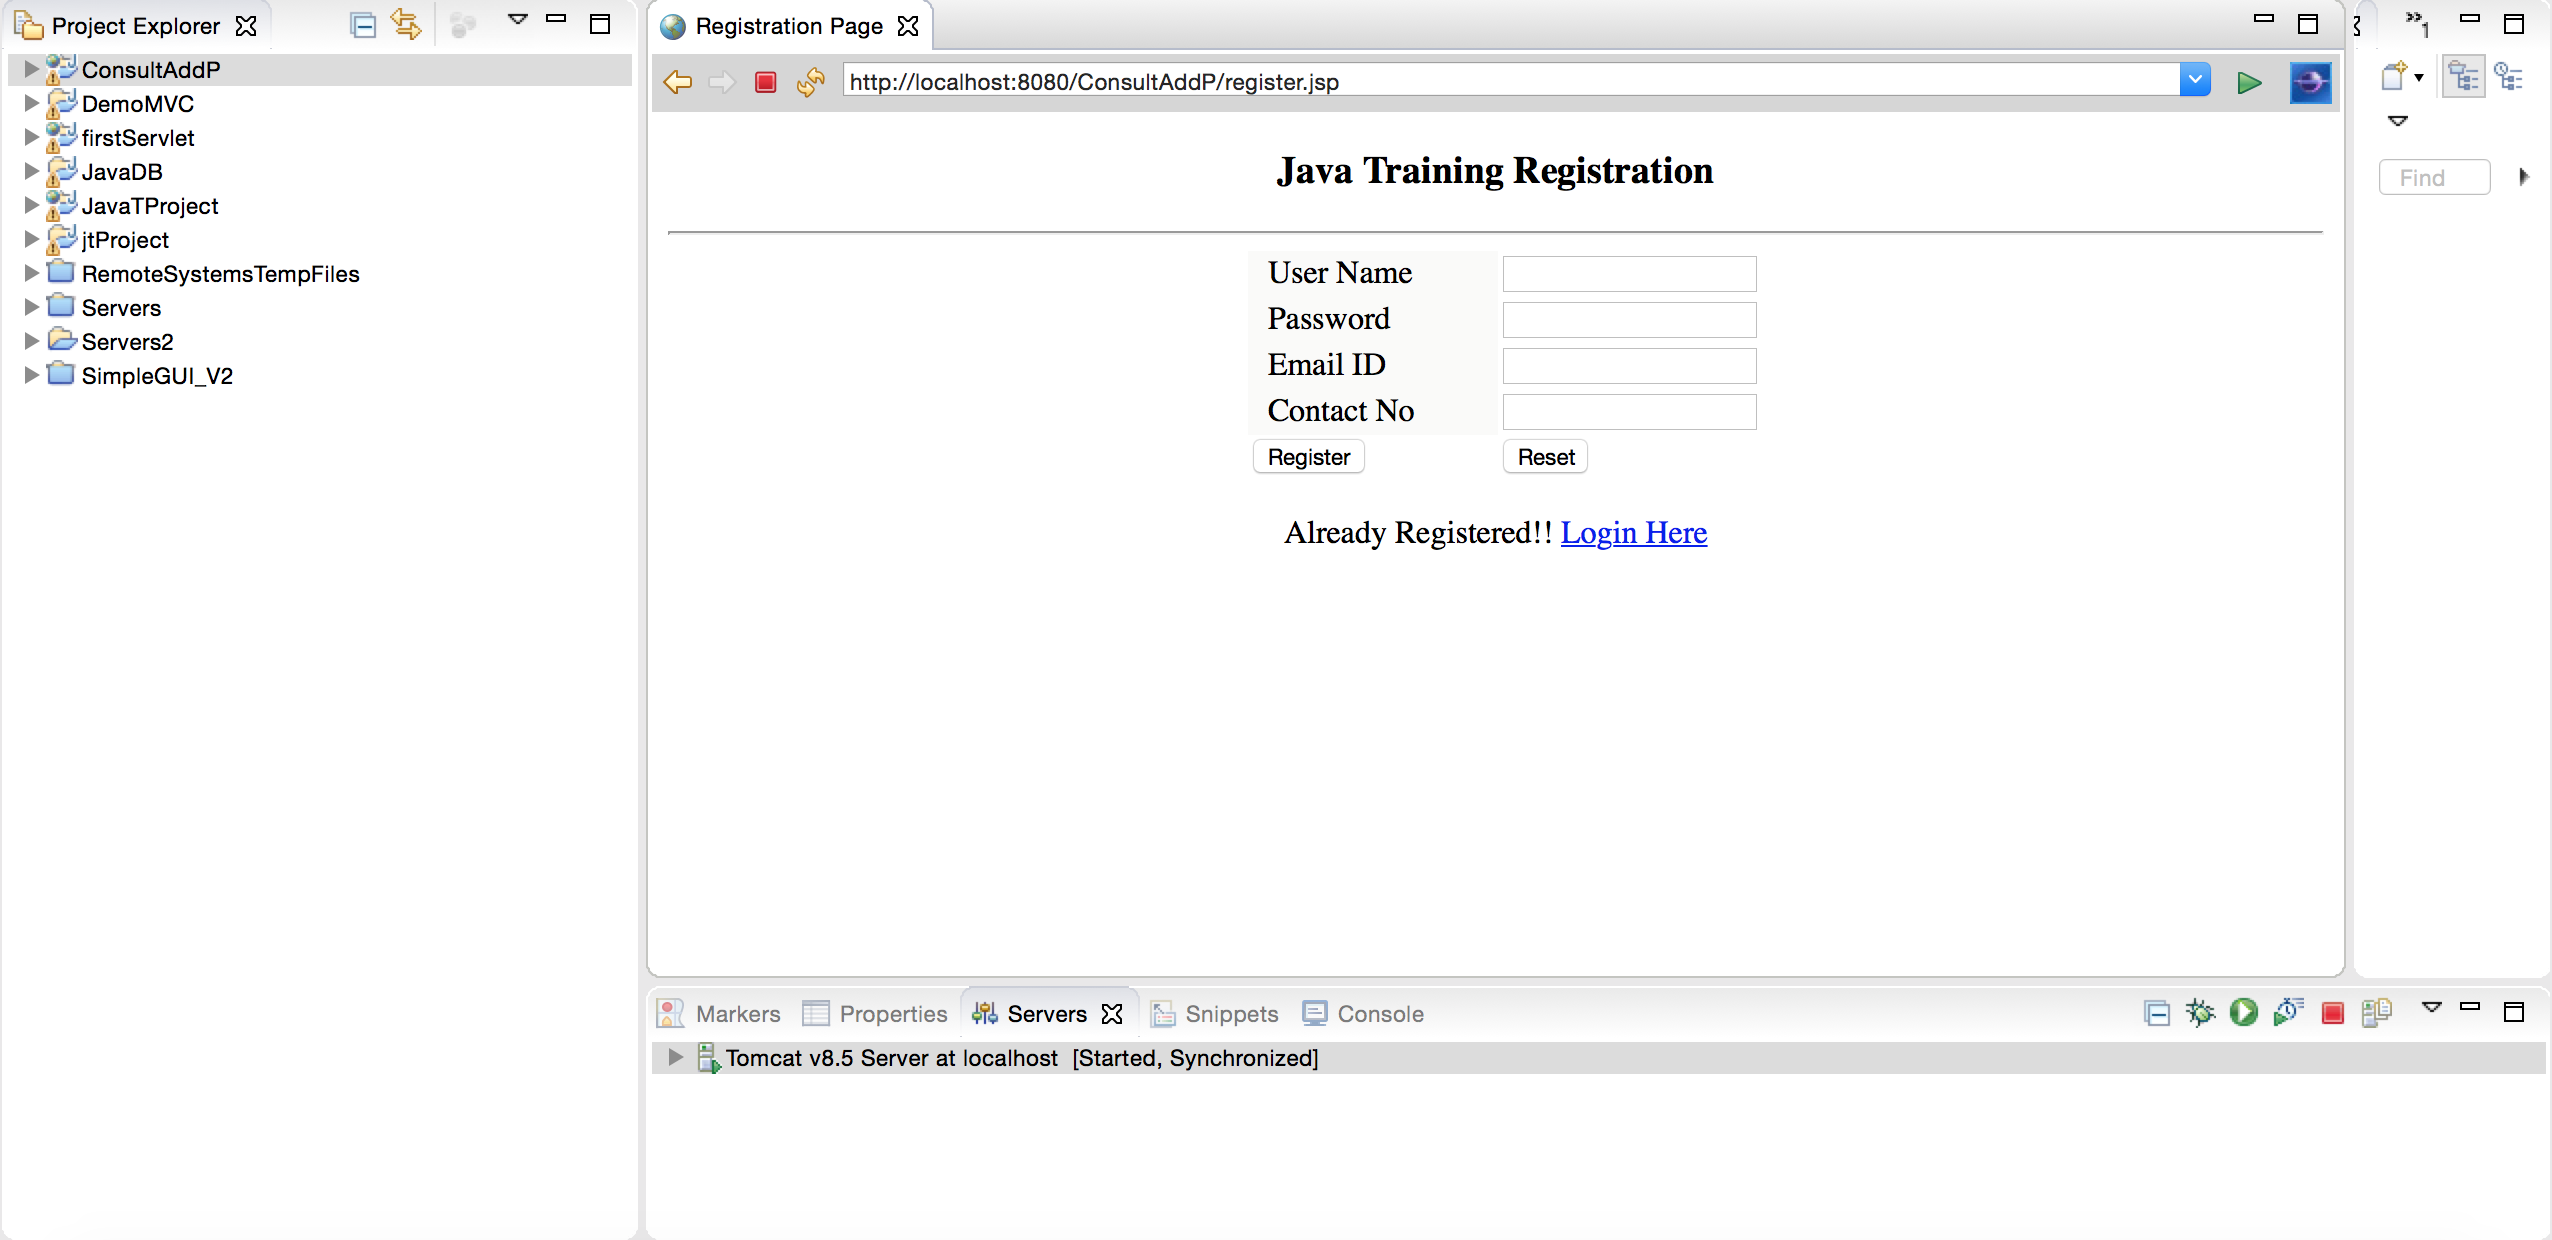 Project Explorer
ConsultAddP
DemoMVC
firstServlet
JavaDB
JavaTProject
jtProject
RemoteSystemsTempFiles
Servers
Servers2
SimpleGUI_V2
Registration Page
http://localhost:8080/ConsultAddP/register.jsp
Java Training Registration
User Name
Password
Email ID
Contact No
Register Reset
Already Registered!! Login Here
1
Find
Markers Properties Servers Snippets Console
Tomcat v8.5 Server at localhost [Started, Synchronized]